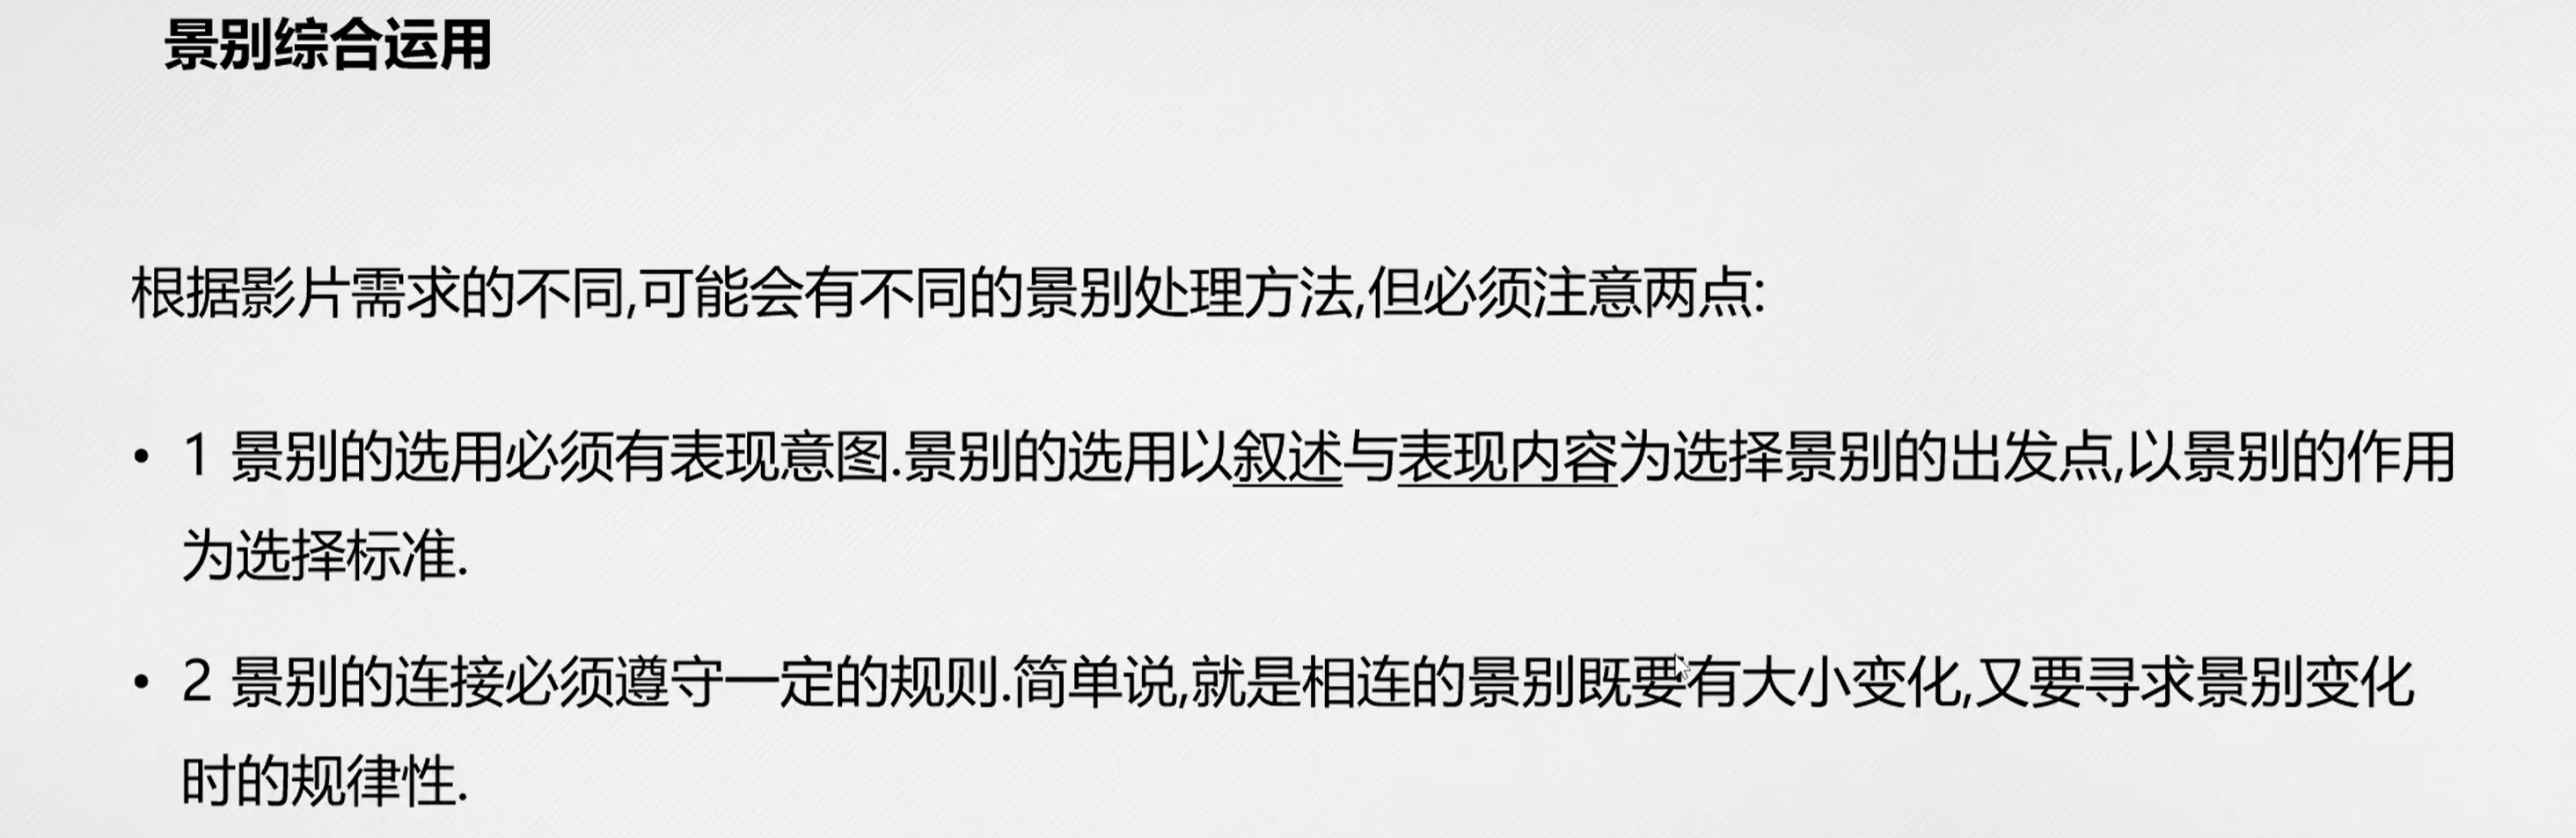 景别综合运用
根据影片需求的不同,可能会有不同的景别处理方法,但必须注意两点:
• 1 景别的选用必须有表现意图.景别的选用以叙述与表现内容为选择景别的出发点,以景别的作用
为选择标准.
• 2 景别的连接必须遵守一定的规则.简单说,就是相连的景别既要有大小变化,又要寻求景别变化
时的规律性.